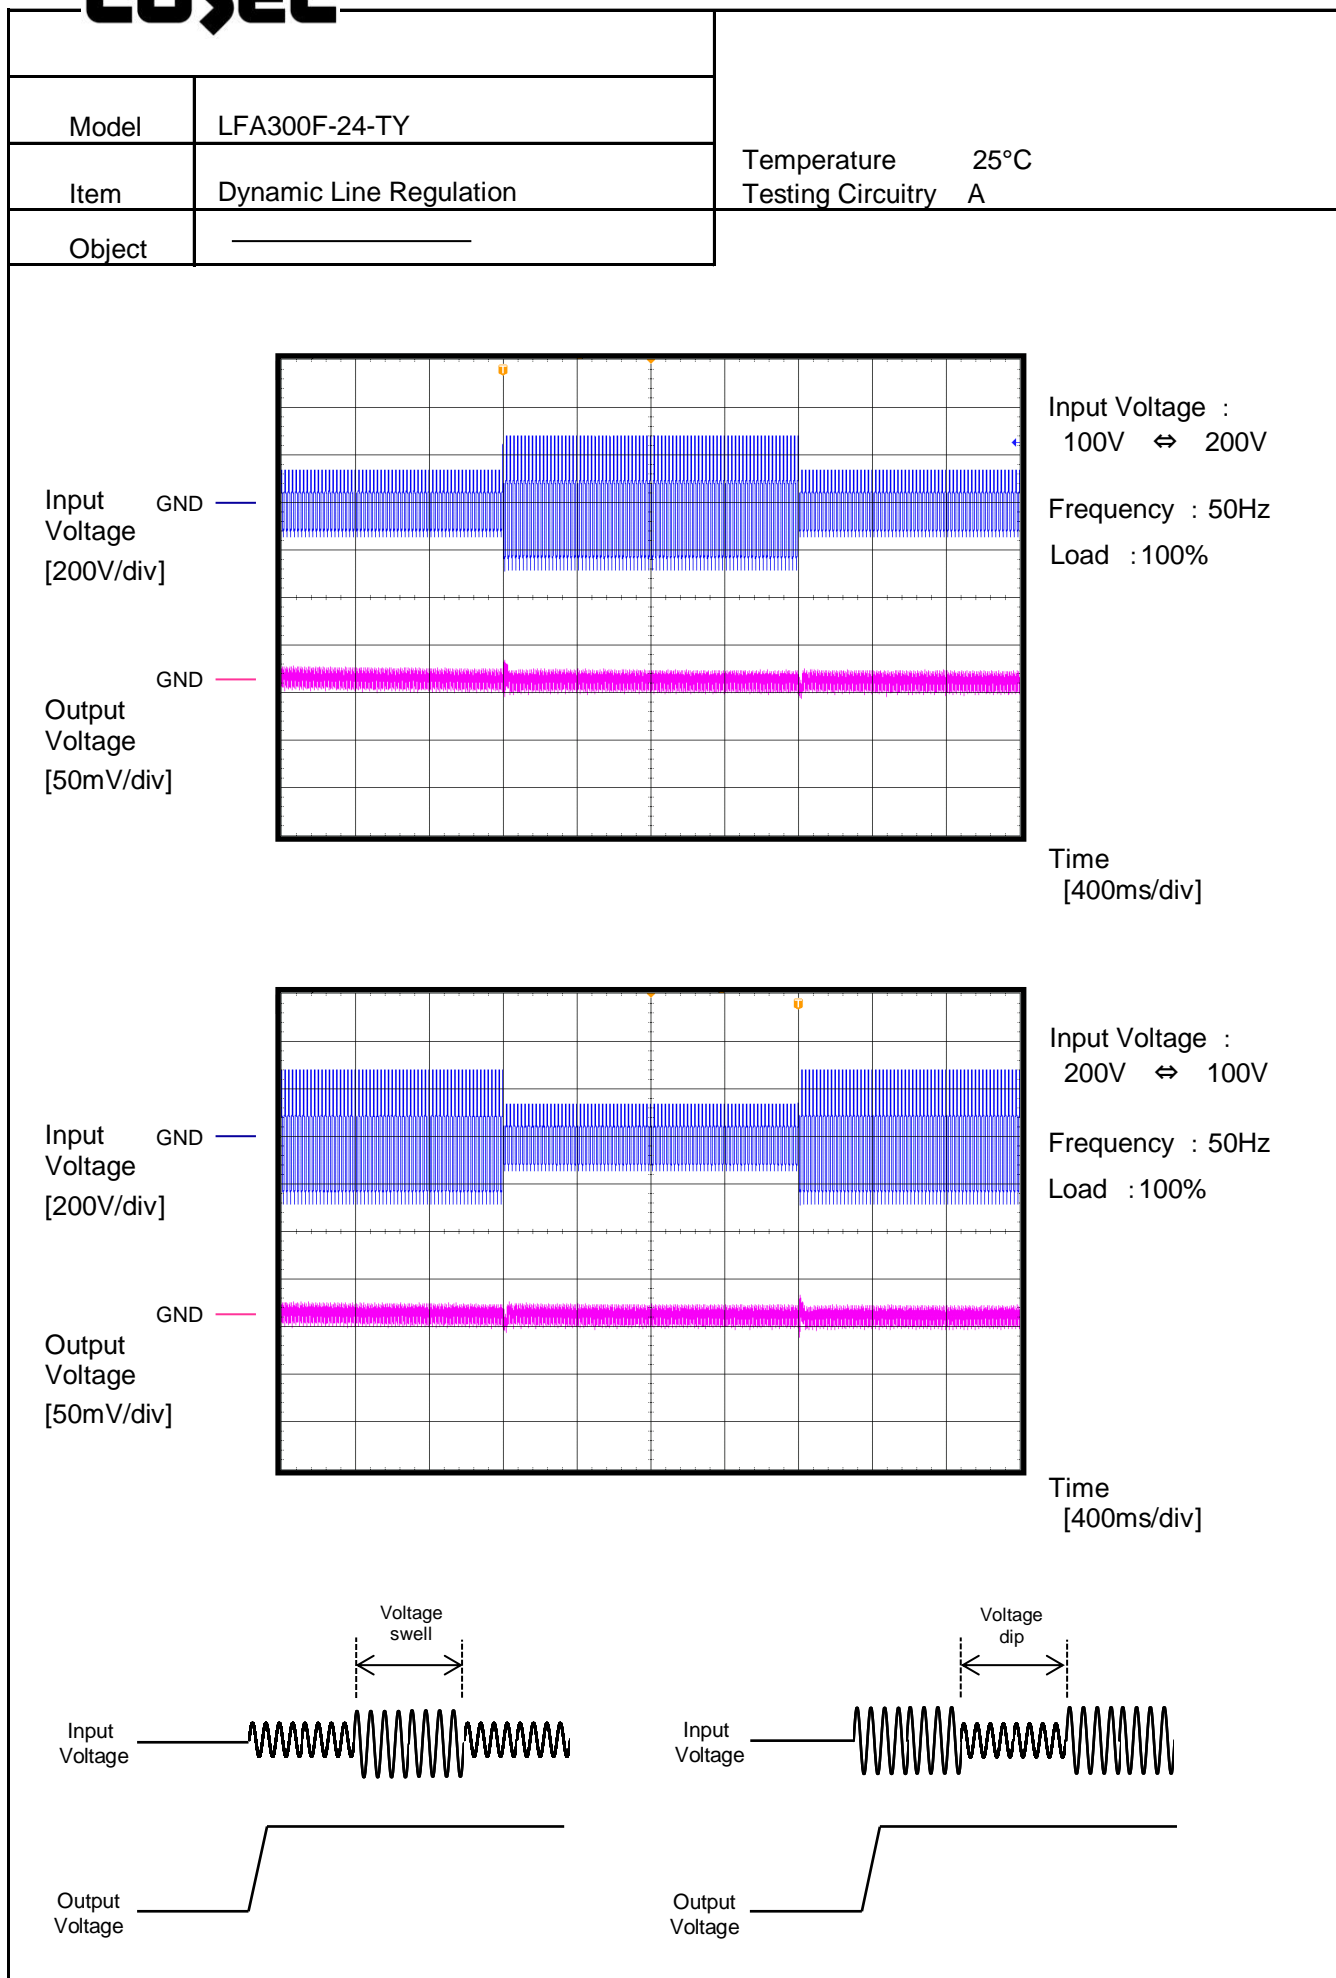 COSEL
Model LFA300F-24-TY
Item Dynamic Line Regulation
Object
Temperature 25°C
Testing Circuitry A
Input Voltage :
100V ⇔ 200V
Frequency : 50Hz
Load : 100%
Input
Voltage
[200V/div]
GND
GND
Output
Voltage
[50mV/div]
T
Time
[400ms/div]
Input Voltage :
200V ⇔ 100V
Frequency : 50Hz
Load : 100%
Input
Voltage
[200V/div]
GND
GND
Output
Voltage
[50mV/div]
T
Time
[400ms/div]
Voltage
swell
Input
Voltage
Output
Voltage
Voltage
dip
Input
Voltage
Output
Voltage